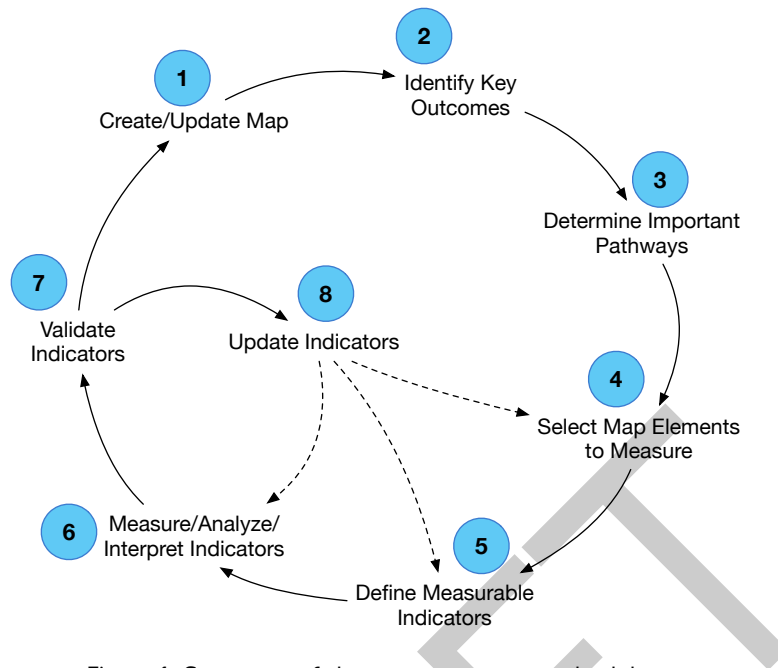 1
Create/Update Map
2
Identify Key
Outcomes
3
Determine Important
Pathways
4
Select Map Elements
to Measure
5
Define Measurable
Indicators
6
Measure/Analyze/
Interpret Indicators
7
Validate
Indicators
8
Update Indicators